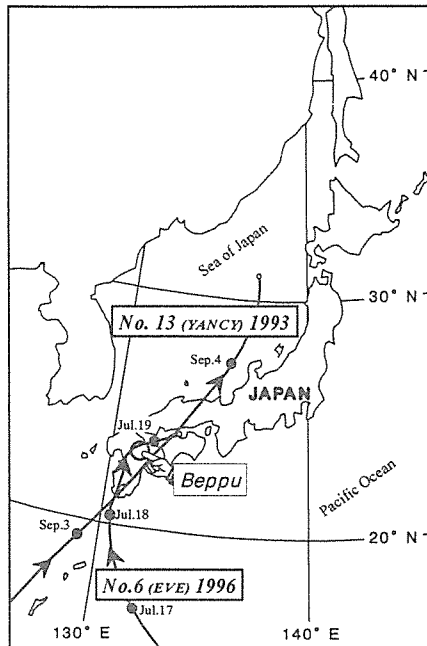 40° N
Sea of Japan
30° N
No. 13 (YANCY) 1993
Sep.4
JAPAN
Jul.19
Beppu
Pacific Ocean
Jul.18
Sep.3
20° N
No.6 (EVE) 1996
Jul.17
130° E
140° E